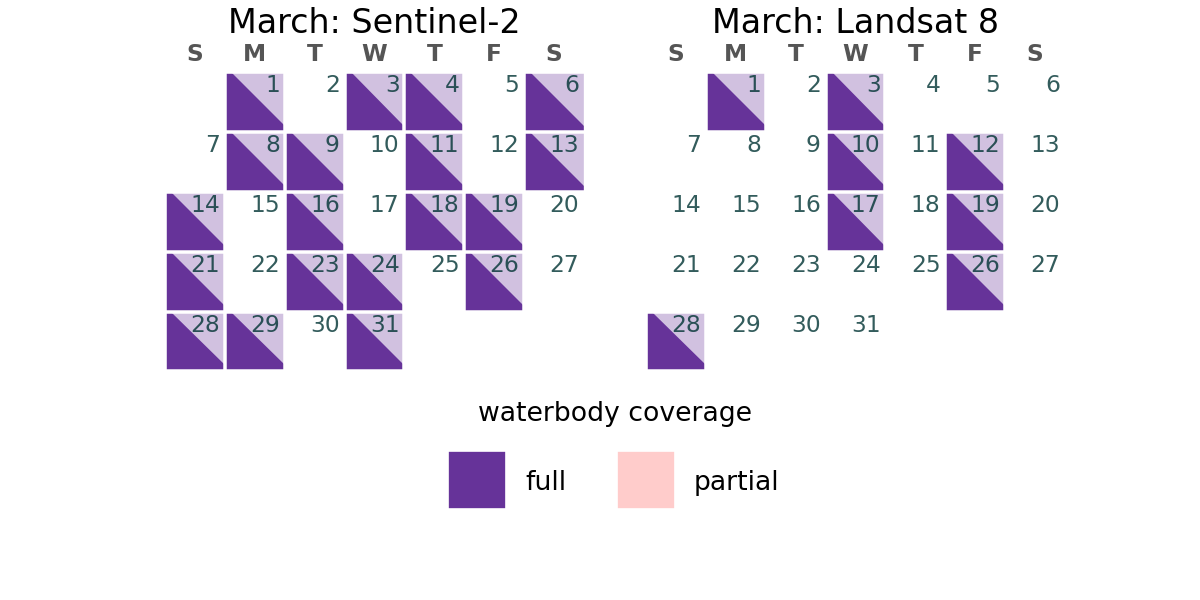 March: Sentinel-2
S M T W T F S
1 2 3 4 5 6
7 8 9 10 11 12 13
14 15 16 17 18 19 20
21 22 23 24 25 26 27
28 29 30 31
March: Landsat 8
S M T W T F S
1 2 3 4 5 6
7 8 9 10 11 12 13
14 15 16 17 18 19 20
21 22 23 24 25 26 27
28 29 30 31
waterbody coverage
full partial